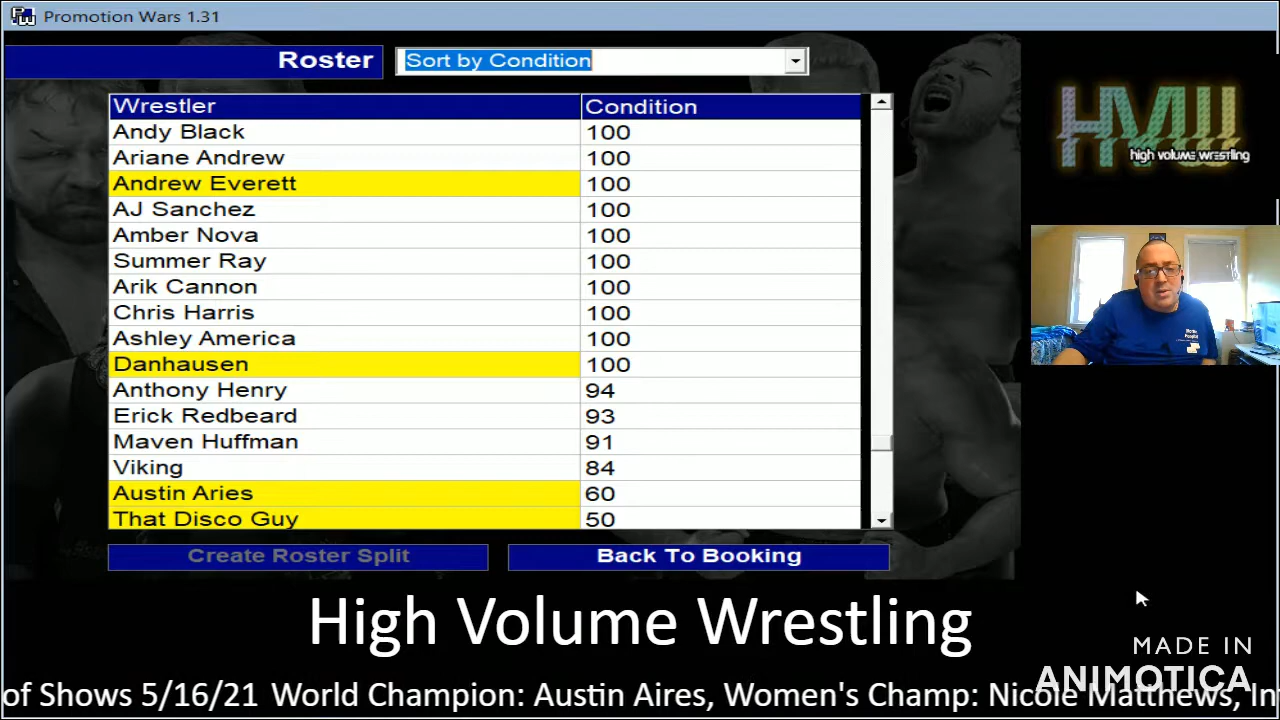 Promotion Wars 1.31
Roster
Sort by Condition
Wrestler Condition
Andy Black 100
Ariane Andrew 100
Andrew Everett 100
AJ Sanchez 100
Amber Nova 100
Summer Ray 100
Arik Cannon 100
Chris Harris 100
Ashley America 100
Danhausen 100
Anthony Henry 94
Erick Redbeard 93
Maven Huffman 91
Viking 84
Austin Aries 60
That Disco Guy 50
Create Roster Split
Back To Booking
HVW
high volume wrestling
High Volume Wrestling
MADE IN
ANIMOTICA
of Shows 5/16/21 World Champion: Austin Aires, Women's Champ: Nicole Matthews, In